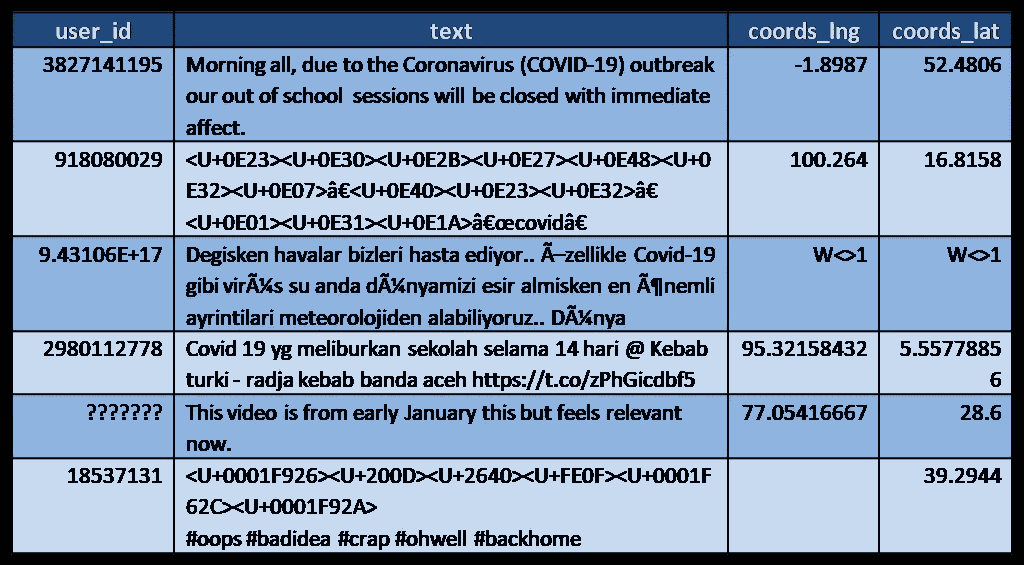 user_id text coords_lng coords_lat
3827141195 Morning all, due to the Coronavirus (COVID-19) outbreak -1.8987 52.4806
our out of school sessions will be closed with immediate
affect.
918080029 <U+0E23><U+0E30><U+0E2B><U+0E27><U+0E48><U+0 100.264 16.8158
E32><U+0E07>â€<U+0E40><U+0E23><U+0E32>â€
<U+0E01><U+0E31><U+0E1A>â€œcovidâ€
9.43106E+17 Degisken havalar bizleri hasta ediyor.. Ã–zellikle Covid-19 W<>1 W<>1
gibi virÃ¼s su anda dÃ¼nyamizi esir almisken en Ã¶nemli
ayrintilari meteorolojiden alabiliyoruz.. DÃ¼nya
2980112778 Covid 19 yg meliburkan sekolah selama 14 hari @ Kebab 95.32158432 5.5577885
turki - radja kebab banda aceh https://t.co/zPhGicdbf5 6
??????? This video is from early January this but feels relevant 77.05416667 28.6
now.
18537131 <U+0001F926><U+200D><U+2640><U+FE0F><U+0001F 39.2944
62C><U+0001F92A>
#oops #badidea #crap #ohwell #backhome